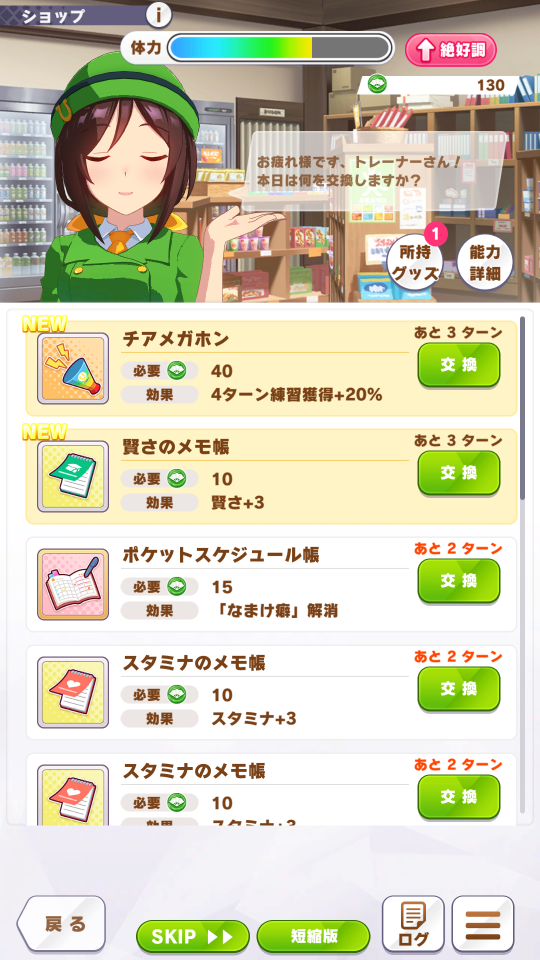 ショップ
i
体力
絶好調
130
お疲れ様です、トレーナーさん!
本日は何を交換しますか?
1
所持
グッズ
能力
詳細
NEW
チアメガホン
あと 3 ターン
必要 40
交換
効果 4ターン練習獲得+20%
NEW
賢さのメモ帳
あと 3 ターン
必要 10
交換
効果 賢さ+3
ポケットスケジュール帳
あと 2 ターン
必要 15
交換
効果 「なまけ癖」解消
スタミナのメモ帳
あと 2 ターン
必要 10
交換
効果 スタミナ+3
スタミナのメモ帳
あと 2 ターン
必要 10
交換
効果 スタミナ+3
戻る
SKIP
短縮版
ログ